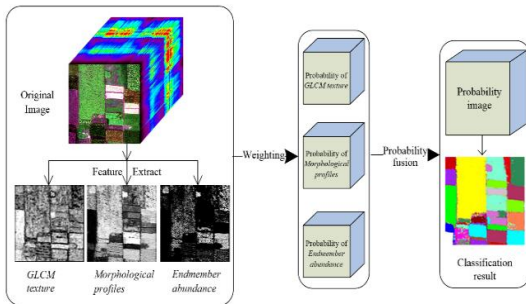 Original
Image
Feature Extract
GLCM
texture
Morphological
profiles
Endmember
abundance
Weighting
Probability of
GLCM texture
Probability of
Morphological
profiles
Probability of
Endmember
abundance
Probability
fusion
Probability
image
Classification
result